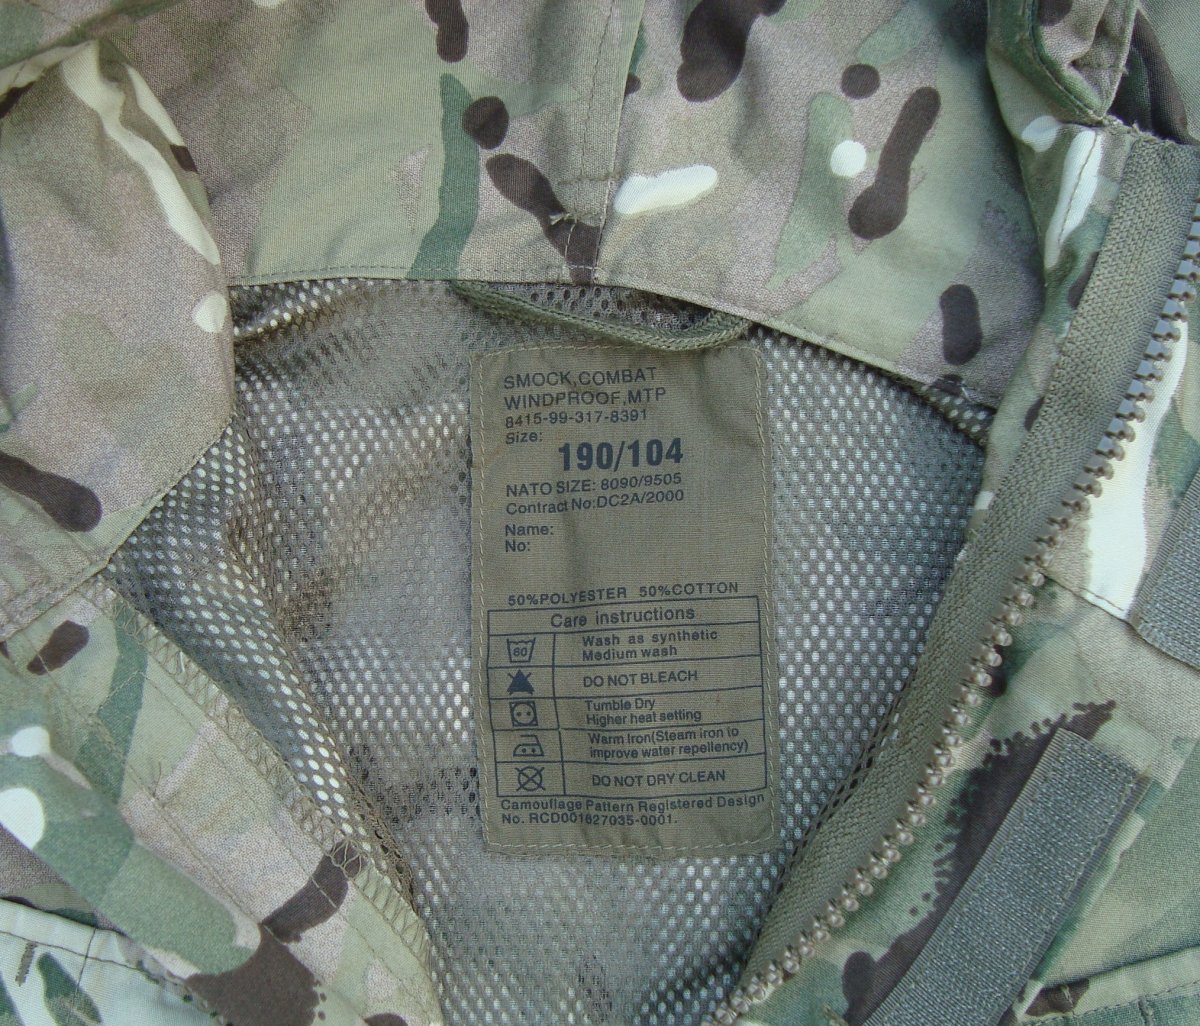 SMOCK,COMBAT
WINDPROOF,MTP
8415-99-317-8391
Size:
190/104
NATO SIZE: 8090/9505
Contract No:DC2A/2000
Name:
No:
50%POLYESTER 50%COTTON
Care instructions
60
Wash as synthetic
Medium wash
DO NOT BLEACH
Tumble Dry
Higher heat setting
Warm Iron(Steam iron to
improve water repellency)
DO NOT DRY CLEAN
Camouflage Pattern Registered Design
No. RCD001627035-0001.